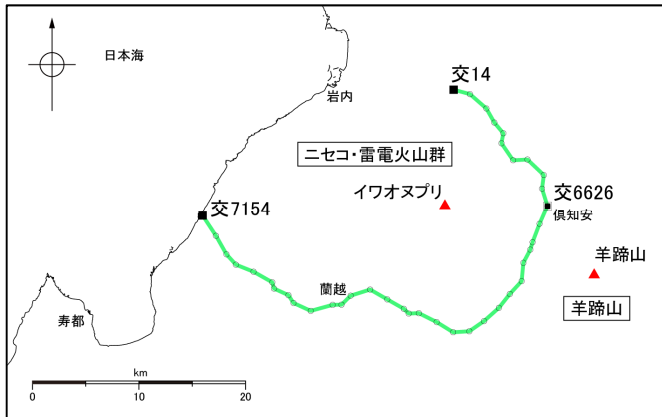 日本海
交14
岩内
ニセコ・雷電火山群
イワオヌプリ
交6626
倶知安
交7154
羊蹄山
蘭越
羊蹄山
寿都
km
0 10 20